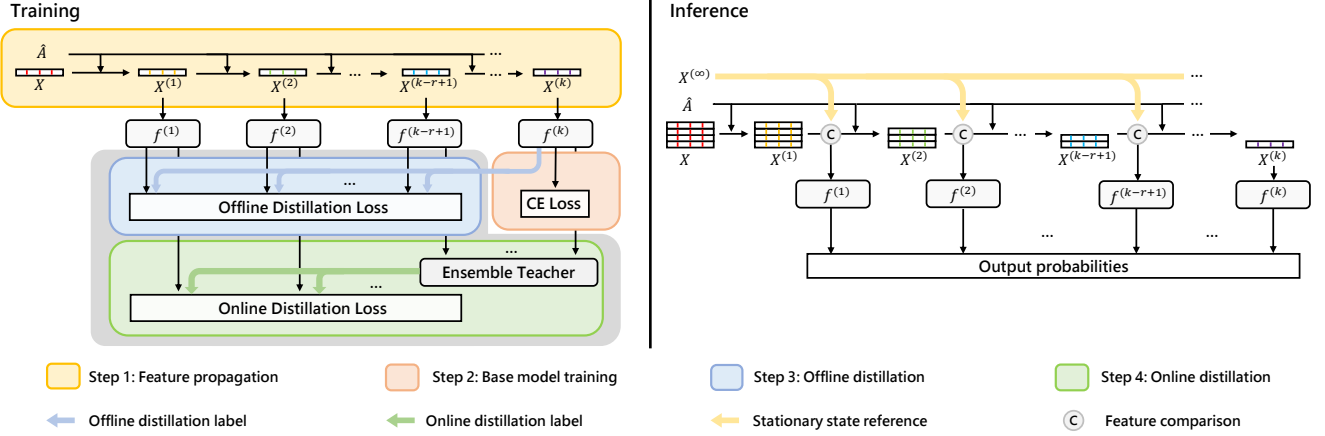 Training
Â ...
X X^(1) X^(2) ... X^(k−r+1) ... X^(k)
f^(1) f^(2) f^(k−r+1) f^(k)
...
Offline Distillation Loss CE Loss
...
Ensemble Teacher
...
Online Distillation Loss
Inference
X^(∞) ...
Â ...
C C ... C ...
X X^(1) X^(2) X^(k−r+1) X^(k)
f^(1) f^(2) f^(k−r+1) f^(k)
... ...
Output probabilities
Step 1: Feature propagation Step 2: Base model training Step 3: Offline distillation Step 4: Online distillation
Offline distillation label Online distillation label Stationary state reference C Feature comparison